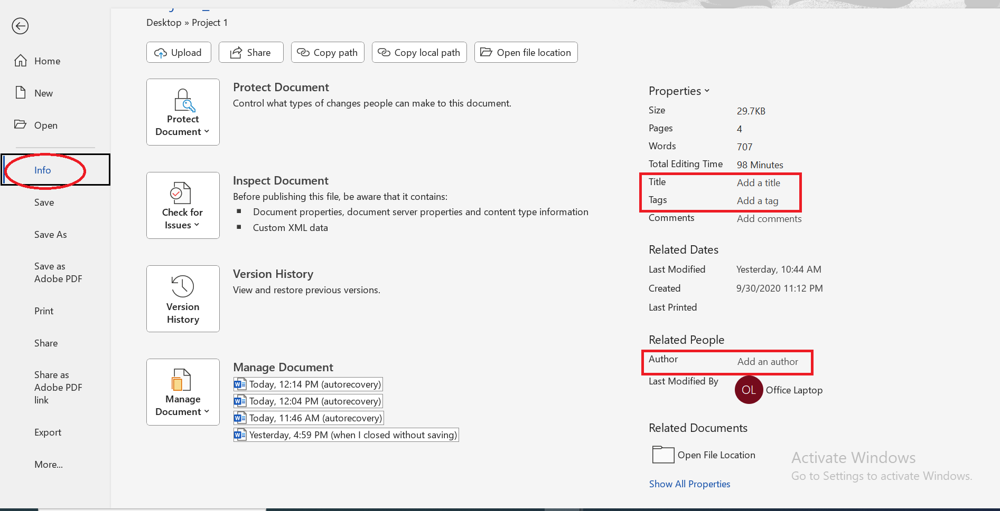 Desktop » Project 1
Upload
Share
Copy path
Copy local path
Open file location
Home
New
Open
Info
Save
Save As
Save as
Adobe PDF
Print
Share
Share as
Adobe PDF
link
Export
More...
Protect
Document
Protect Document
Control what types of changes people can make to this document.
Check for
Issues
Inspect Document
Before publishing this file, be aware that it contains:
Document properties, document server properties and content type information
Custom XML data
Version
History
Version History
View and restore previous versions.
Manage
Document
Manage Document
Today, 12:14 PM (autorecovery)
Today, 12:04 PM (autorecovery)
Today, 11:46 AM (autorecovery)
Yesterday, 4:59 PM (when I closed without saving)
Properties
Size 29.7KB
Pages 4
Words 707
Total Editing Time 98 Minutes
Title Add a title
Tags Add a tag
Comments Add comments
Related Dates
Last Modified Yesterday, 10:44 AM
Created 9/30/2020 11:12 PM
Last Printed
Related People
Author Add an author
Last Modified By OL Office Laptop
Related Documents
Open File Location
Show All Properties
Activate Windows
Go to Settings to activate Windows.